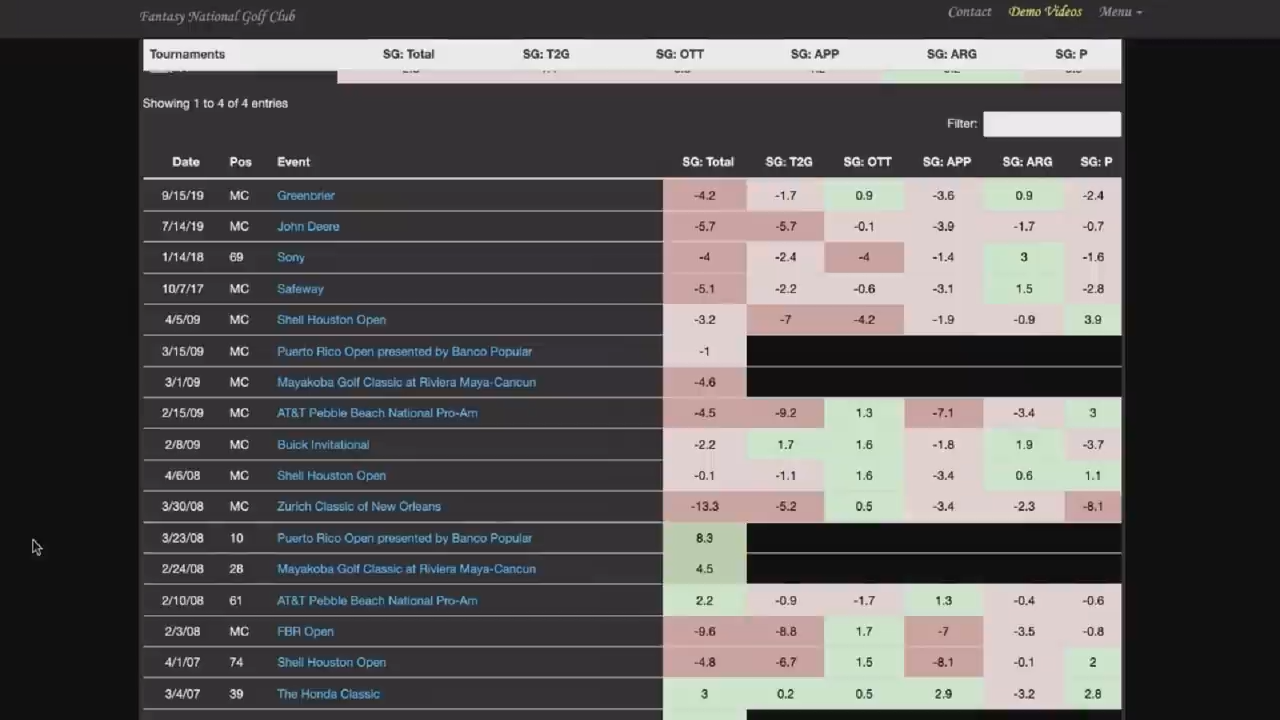 Fantasy National Golf Club Contact Demo Videos Menu
Tournaments SG: Total SG: T2G SG: OTT SG: APP SG: ARG SG: P
Showing 1 to 4 of 4 entries
Filter:
Date Pos Event SG: Total SG: T2G SG: OTT SG: APP SG: ARG SG: P
9/15/19 MC Greenbrier -4.2 -1.7 0.9 -3.6 0.9 -2.4
7/14/19 MC John Deere -5.7 -5.7 -0.1 -3.9 -1.7 -0.7
1/14/18 69 Sony -4 -2.4 -4 -1.4 3 -1.6
10/7/17 MC Safeway -5.1 -2.2 -0.6 -3.1 1.5 -2.8
4/5/09 MC Shell Houston Open -3.2 -7 -4.2 -1.9 -0.9 3.9
3/15/09 MC Puerto Rico Open presented by Banco Popular -1
3/1/09 MC Mayakoba Golf Classic at Riviera Maya-Cancun -4.6
2/15/09 MC AT&T Pebble Beach National Pro-Am -4.5 -9.2 1.3 -7.1 -3.4 3
2/8/09 MC Buick Invitational -2.2 1.7 1.6 -1.8 1.9 -3.7
4/6/08 MC Shell Houston Open -0.1 -1.1 1.6 -3.4 0.6 1.1
3/30/08 MC Zurich Classic of New Orleans -13.3 -5.2 0.5 -3.4 -2.3 -8.1
3/23/08 10 Puerto Rico Open presented by Banco Popular 8.3
2/24/08 28 Mayakoba Golf Classic at Riviera Maya-Cancun 4.5
2/10/08 61 AT&T Pebble Beach National Pro-Am 2.2 -0.9 -1.7 1.3 -0.4 -0.6
2/3/08 MC FBR Open -9.6 -8.8 1.7 -7 -3.5 -0.8
4/1/07 74 Shell Houston Open -4.8 -6.7 1.5 -8.1 -0.1 2
3/4/07 39 The Honda Classic 3 0.2 0.5 2.9 -3.2 2.8